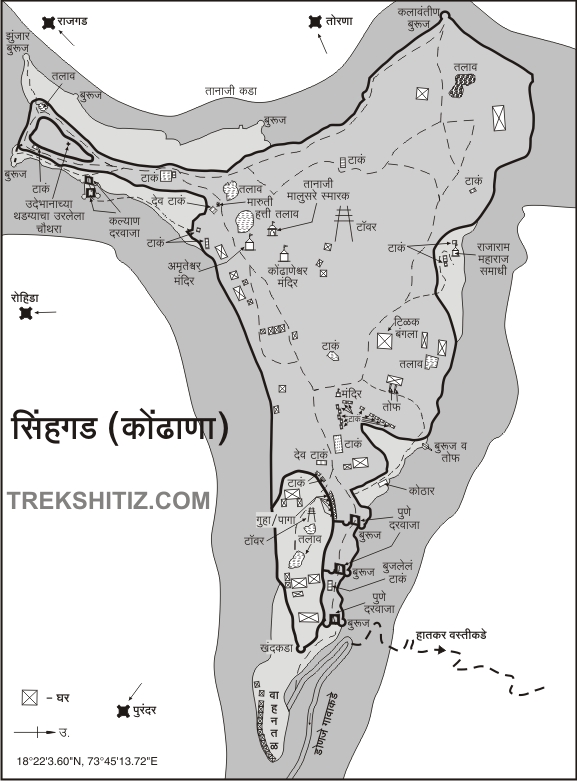 राजगड
तोरणा
कलावंतीण
बुरूज
झुंजार
बुरूज
तलाव
बुरूज
तानाजी कडा
तलाव
बुरूज
बुरूज
टाकं
उदेभानाच्या
थडग्याचा उरलेला
चौथरा
कल्याण
दरवाजा
टाकं
देव टाकं
तलाव
मारुती
हत्ती तलाव
तानाजी
मालुसरे स्मारक
टाकं
टाकं
टॉवर
टाकं
अमृतेश्वर
मंदिर
कोंढाणेश्वर
मंदिर
टाकं
राजाराम
महाराज
समाधी
रोहिडा
टिळक
बंगला
टाकं
तलाव
मंदिर
तोफ
टाकं
सिंहगड (कोंढाणा)
देव टाकं
टाकं
बुरूज व
तोफ
टाकं
कोठार
TREKSHITIZ.COM
गुहा/पागा
पुणे
दरवाजा
टॉवर
तलाव
बुरूज
बुजलेलं
टाकं
बुरूज
पुणे
दरवाजा
बुरूज
खंदकडा
हातकर वस्तीकडे
वाहनतळ
डोणजे गावाकडे
- घर
पुरंदर
उ.
18°22'3.60"N, 73°45'13.72"E